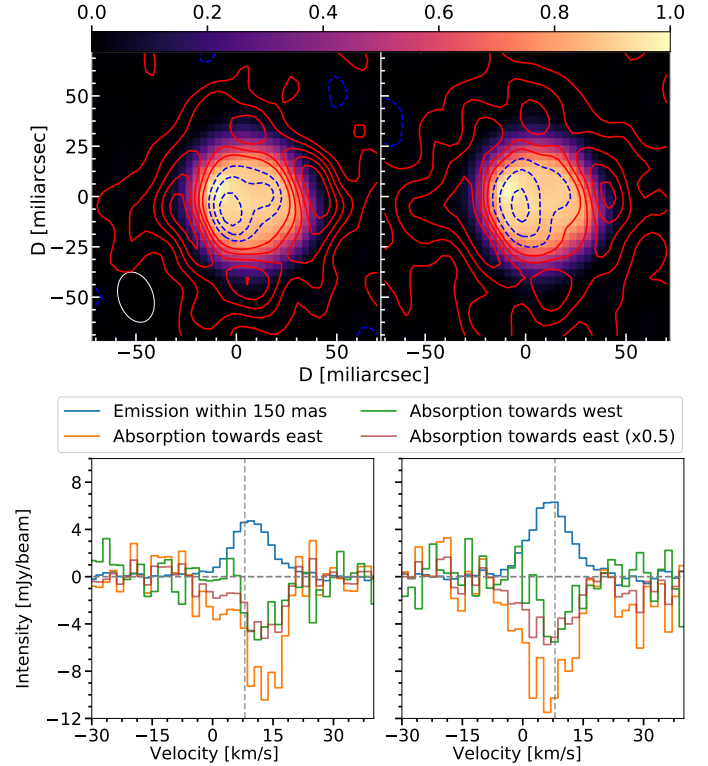 0.0 0.2 0.4 0.6 0.8 1.0
50
25
0
−25
−50
D [miliarcsec]
−50 0 50 −50 0 50
D [miliarcsec]
Emission within 150 mas
Absorption towards east
Absorption towards west
Absorption towards east (x0.5)
8
4
0
−4
−8
−12
Intensity [mJy/beam]
−30 −15 0 15 30 −30 −15 0 15 30
Velocity [km/s] Velocity [km/s]